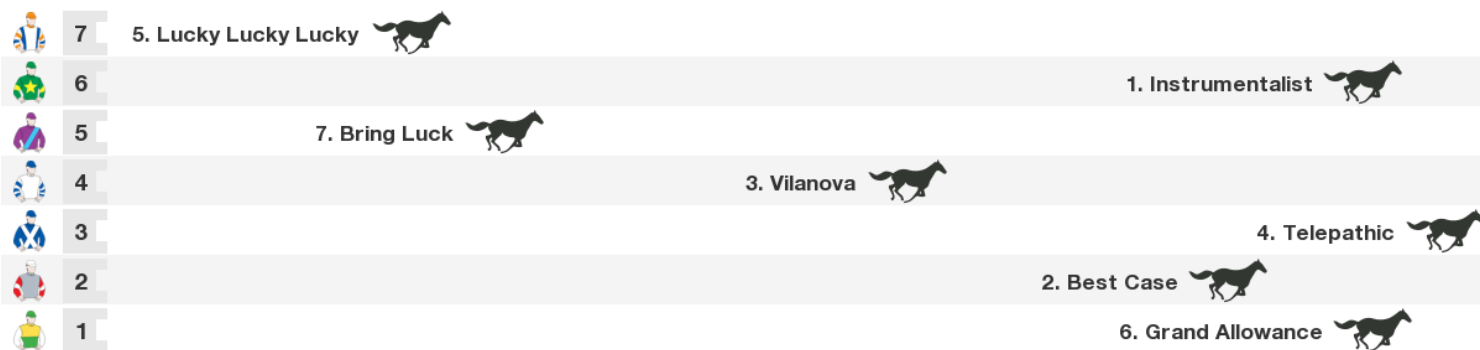 7 5. Lucky Lucky Lucky
6 1. Instrumentalist
5 7. Bring Luck
4 3. Vilanova
3 4. Telepathic
2 2. Best Case
1 6. Grand Allowance